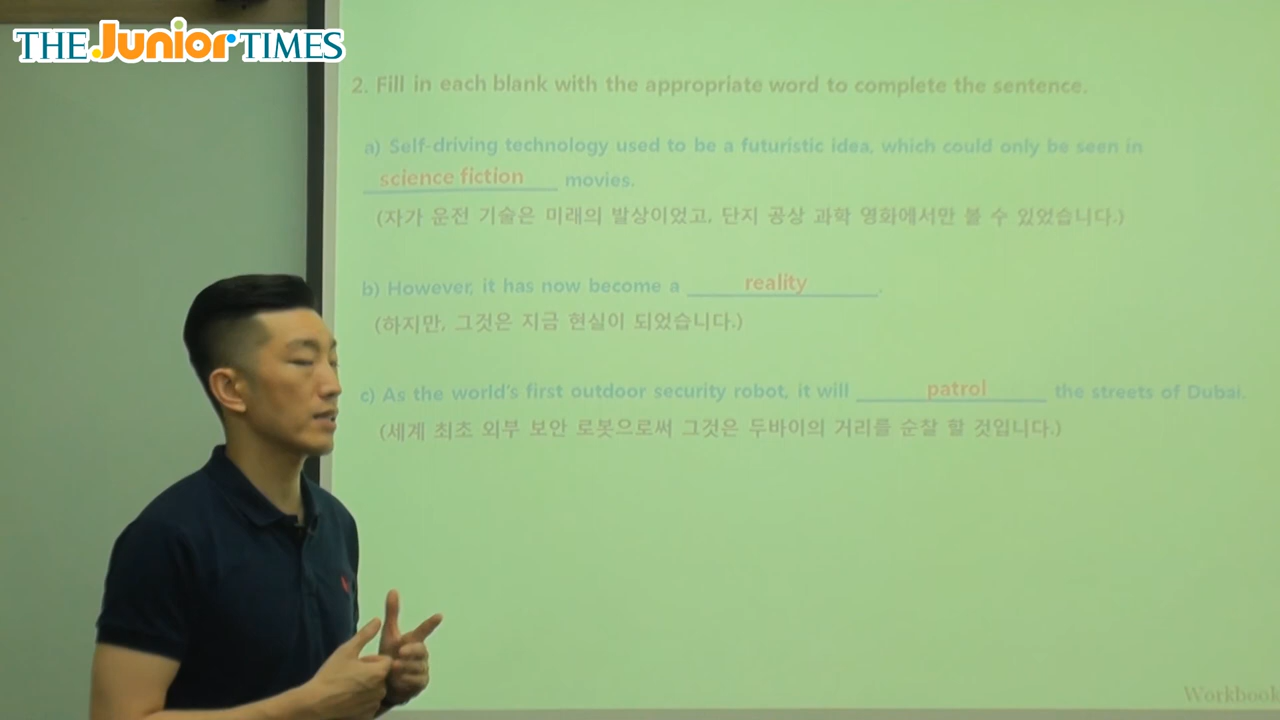 THE Junior TIMES
2. Fill in each blank with the appropriate word to complete the sentence.
a) Self-driving technology used to be a futuristic idea, which could only be seen in
science fiction movies.
(자가 운전 기술은 미래의 발상이었고, 단지 공상 과학 영화에서만 볼 수 있었습니다.)
b) However, it has now become a reality.
(하지만, 그것은 지금 현실이 되었습니다.)
c) As the world's first outdoor security robot, it will patrol the streets of Dubai.
(세계 최초 외부 보안 로봇으로써 그것은 두바이의 거리를 순찰 할 것입니다.)
Workbook